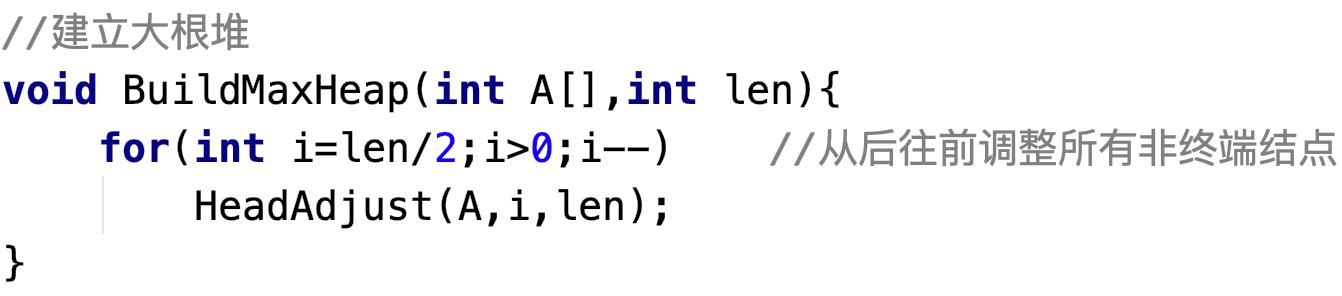 //建立大根堆
void BuildMaxHeap(int A[],int len){
    for(int i=len/2;i>0;i--)    //从后往前调整所有非终端结点
        HeadAdjust(A,i,len);
}